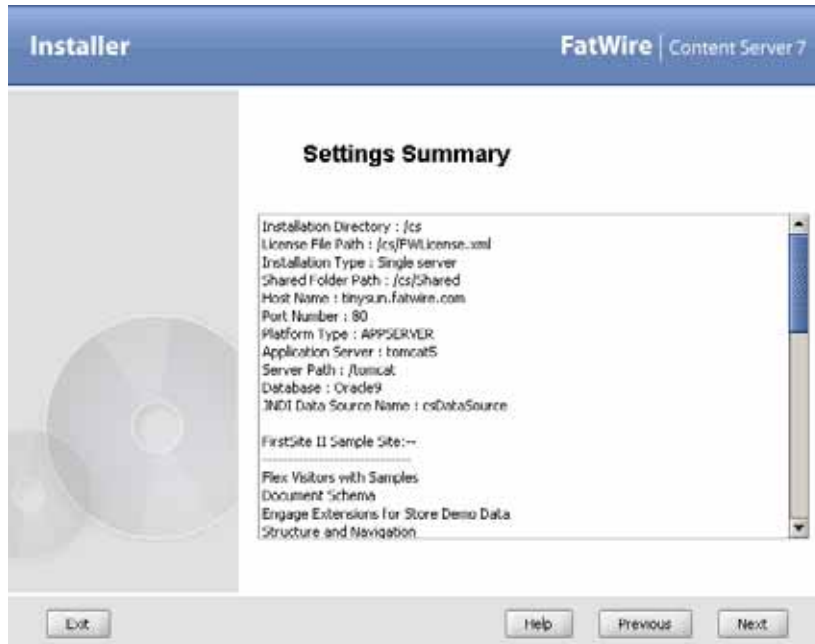 Installer
FatWire | Content Server 7
Settings Summary
Installation Directory : /cs
License File Path : /cs/FWLicense.xml
Installation Type : Single server
Shared Folder Path : /cs/Shared
Host Name : tinysun.fatwire.com
Port Number : 80
Platform Type : APPSERVER
Application Server : tomcat5
Server Path : /tomcat
Database : Oracle9
JNDI Data Source Name : csDataSource
FirstSite II Sample Site:--
--------------------------------
Flex Visitors with Samples
Document Schema
Engage Extensions for Store Demo Data
Structure and Navigation
Exit
Help
Previous
Next